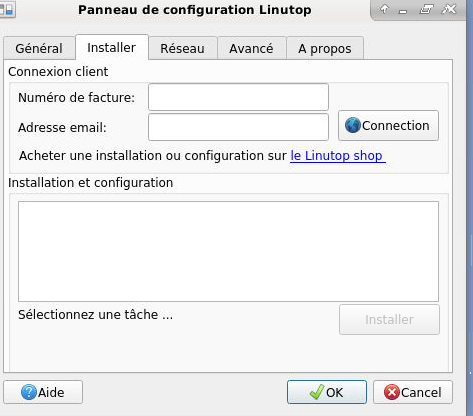 Panneau de configuration Linutop
Général Installer Réseau Avancé A propos
Connexion client
Numéro de facture:
Adresse email:
Connection
Acheter une installation ou configuration sur le Linutop shop
Installation et configuration
Sélectionnez une tâche ...
Installer
Aide OK Cancel